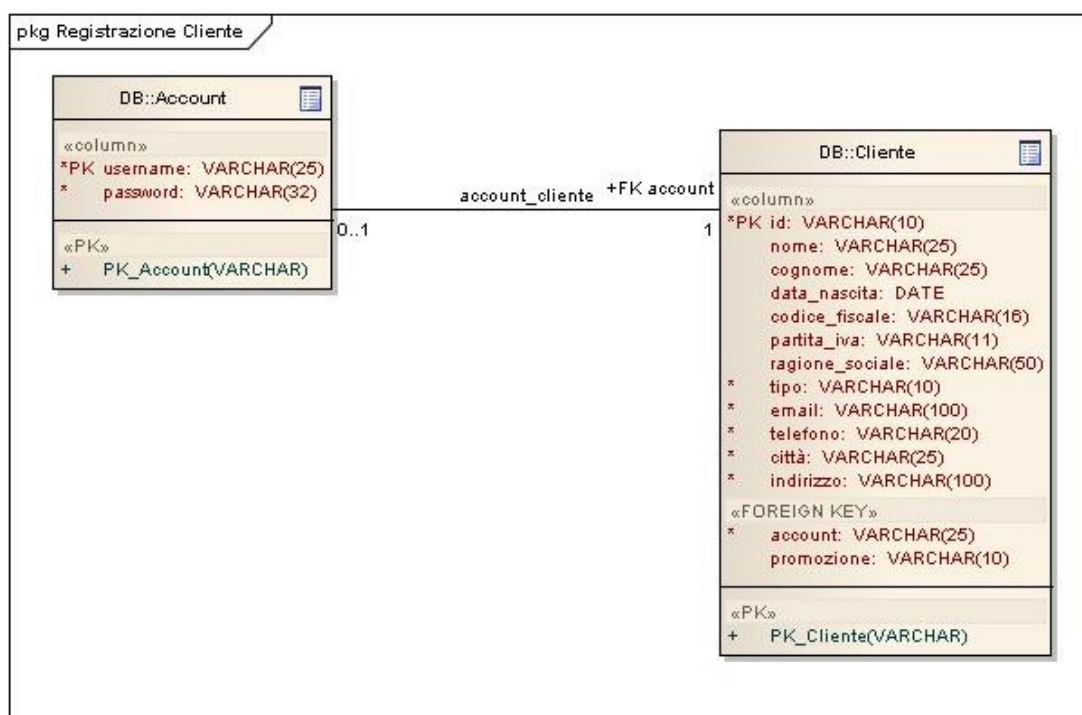 pkg Registrazione Cliente
DB::Account
«column»
*PK username: VARCHAR(25)
* password: VARCHAR(32)
«PK»
+ PK_Account(VARCHAR)
account_cliente +FK account
0..1 1
DB::Cliente
«column»
*PK id: VARCHAR(10)
nome: VARCHAR(25)
cognome: VARCHAR(25)
data_nascita: DATE
codice_fiscale: VARCHAR(16)
partita_iva: VARCHAR(11)
ragione_sociale: VARCHAR(50)
* tipo: VARCHAR(10)
* email: VARCHAR(100)
* telefono: VARCHAR(20)
* città: VARCHAR(25)
* indirizzo: VARCHAR(100)
«FOREIGN KEY»
* account: VARCHAR(25)
promozione: VARCHAR(10)
«PK»
+ PK_Cliente(VARCHAR)